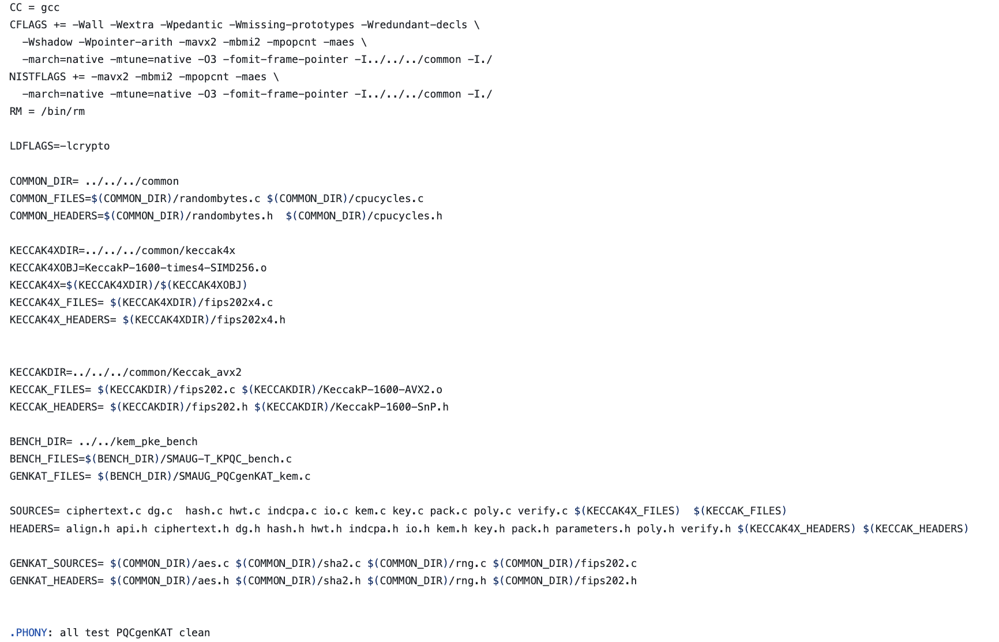 CC = gcc
CFLAGS += -Wall -Wextra -Wpedantic -Wmissing-prototypes -Wredundant-decls \
  -Wshadow -Wpointer-arith -mavx2 -mbmi2 -mpopcnt -maes \
  -march=native -mtune=native -O3 -fomit-frame-pointer -I../../../common -I./
NISTFLAGS += -mavx2 -mbmi2 -mpopcnt -maes \
  -march=native -mtune=native -O3 -fomit-frame-pointer -I../../../common -I./
RM = /bin/rm

LDFLAGS=-lcrypto

COMMON_DIR= ../../../common
COMMON_FILES=$(COMMON_DIR)/randombytes.c $(COMMON_DIR)/cpucycles.c
COMMON_HEADERS=$(COMMON_DIR)/randombytes.h  $(COMMON_DIR)/cpucycles.h

KECCAK4XDIR=../../../common/keccak4x
KECCAK4XOBJ=KeccakP-1600-times4-SIMD256.o
KECCAK4X=$(KECCAK4XDIR)/$(KECCAK4XOBJ)
KECCAK4X_FILES= $(KECCAK4XDIR)/fips202x4.c
KECCAK4X_HEADERS= $(KECCAK4XDIR)/fips202x4.h

KECCAKDIR=../../../common/Keccak_avx2
KECCAK_FILES= $(KECCAKDIR)/fips202.c $(KECCAKDIR)/KeccakP-1600-AVX2.o
KECCAK_HEADERS= $(KECCAKDIR)/fips202.h $(KECCAKDIR)/KeccakP-1600-SnP.h

BENCH_DIR= ../../kem_pke_bench
BENCH_FILES=$(BENCH_DIR)/SMAUG-T_KPQC_bench.c
GENKAT_FILES= $(BENCH_DIR)/SMAUG_PQCgenKAT_kem.c

SOURCES= ciphertext.c dg.c  hash.c hwt.c indcpa.c io.c kem.c key.c pack.c poly.c verify.c $(KECCAK4X_FILES)  $(KECCAK_FILES)
HEADERS= align.h api.h ciphertext.h dg.h hash.h hwt.h indcpa.h io.h kem.h key.h pack.h parameters.h poly.h verify.h $(KECCAK4X_HEADERS) $(KECCAK_HEADERS)

GENKAT_SOURCES= $(COMMON_DIR)/aes.c $(COMMON_DIR)/sha2.c $(COMMON_DIR)/rng.c $(COMMON_DIR)/fips202.c
GENKAT_HEADERS= $(COMMON_DIR)/aes.h $(COMMON_DIR)/sha2.h $(COMMON_DIR)/rng.h $(COMMON_DIR)/fips202.h

.PHONY: all test PQCgenKAT clean